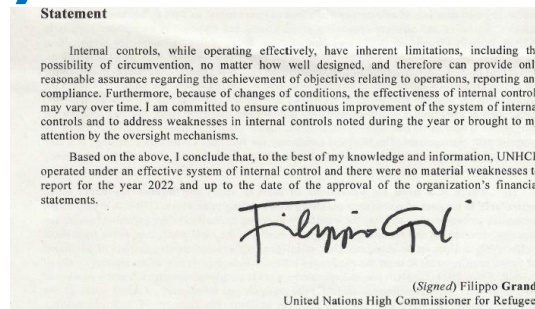 Statement
Internal controls, while operating effectively, have inherent limitations, including th
possibility of circumvention, no matter how well designed, and therefore can provide onl
reasonable assurance regarding the achievement of objectives relating to operations, reporting an
compliance. Furthermore, because of changes of conditions, the effectiveness of internal control
may vary over time. I am committed to ensure continuous improvement of the system of interna
controls and to address weaknesses in internal controls noted during the year or brought to m
attention by the oversight mechanisms.
Based on the above, I conclude that, to the best of my knowledge and information, UNHCR
operated under an effective system of internal control and there were no material weaknesses t
report for the year 2022 and up to the date of the approval of the organization's financia
statements.
Filippo Gr
(Signed) Filippo Grand
United Nations High Commissioner for Refugee